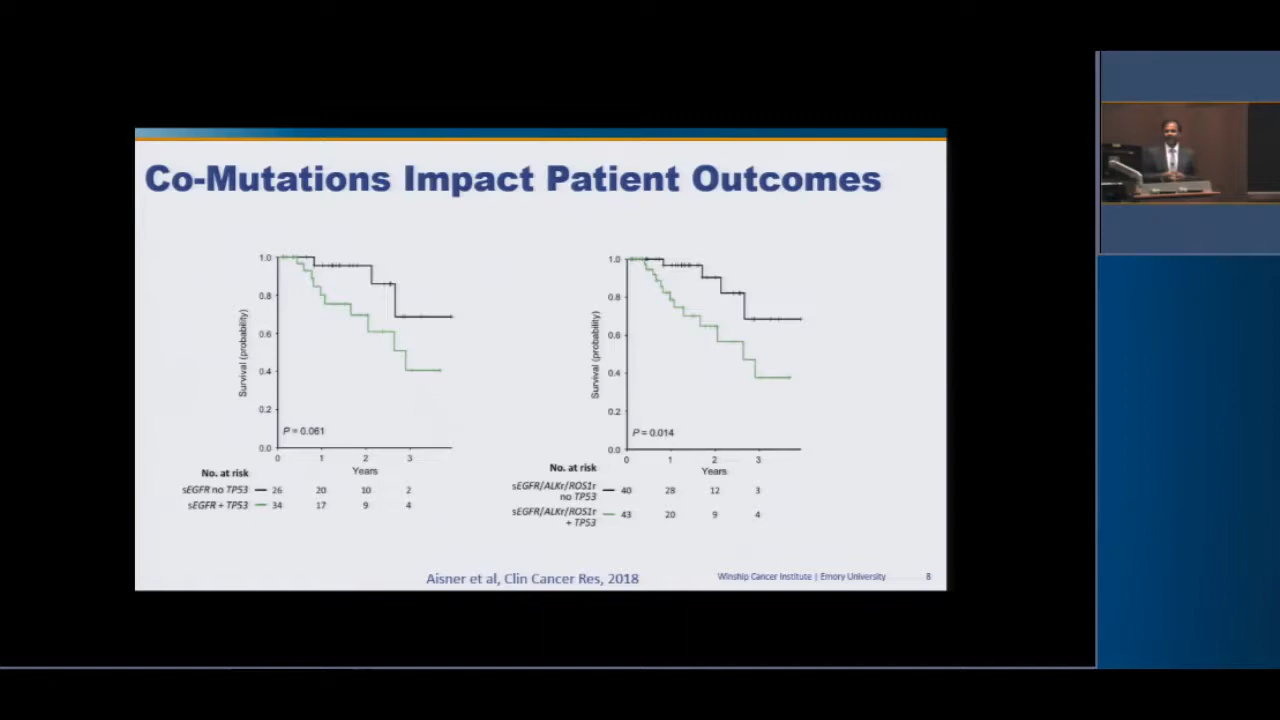 Co-Mutations Impact Patient Outcomes
1.0
0.8
0.6
0.4
0.2
0.0
Survival (probability)
P = 0.061
0 1 2 3
Years
No. at risk
sEGFR no TP53 26 20 10 2
sEGFR + TP53 34 17 9 4
1.0
0.8
0.6
0.4
0.2
0.0
Survival (probability)
P = 0.014
0 1 2 3
Years
No. at risk
sEGFR/ALKr/ROS1r
no TP53 40 28 12 3
sEGFR/ALKr/ROS1r
+ TP53 43 20 9 4
Aisner et al, Clin Cancer Res, 2018
Winship Cancer Institute | Emory University 8